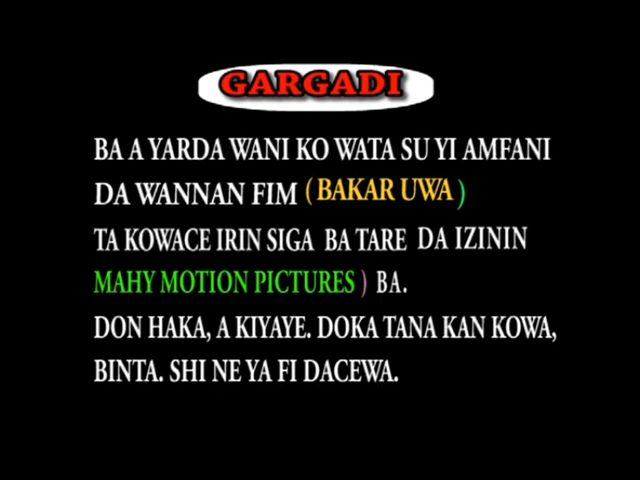 GARGADI
BA A YARDA WANI KO WATA SU YI AMFANI
DA WANNAN FIM (BAKAR UWA)
TA KOWACE IRIN SIGA BA TARE DA IZININ
MAHY MOTION PICTURES) BA.
DON HAKA, A KIYAYE. DOKA TANA KAN KOWA,
BINTA. SHI NE YA FI DACEWA.